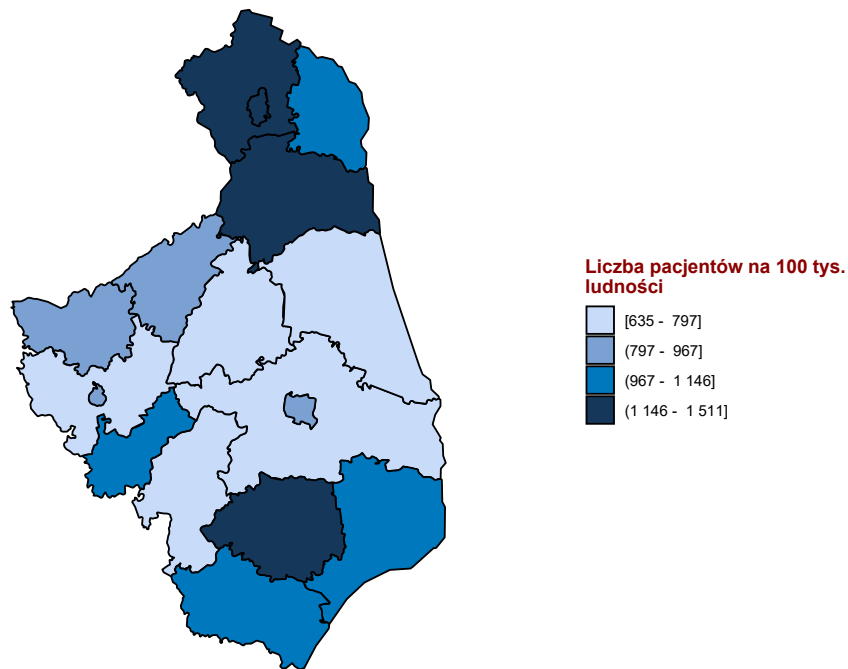 Liczba pacjentów na 100 tys.
ludności
[635 - 797]
(797 - 967]
(967 - 1 146]
(1 146 - 1 511]